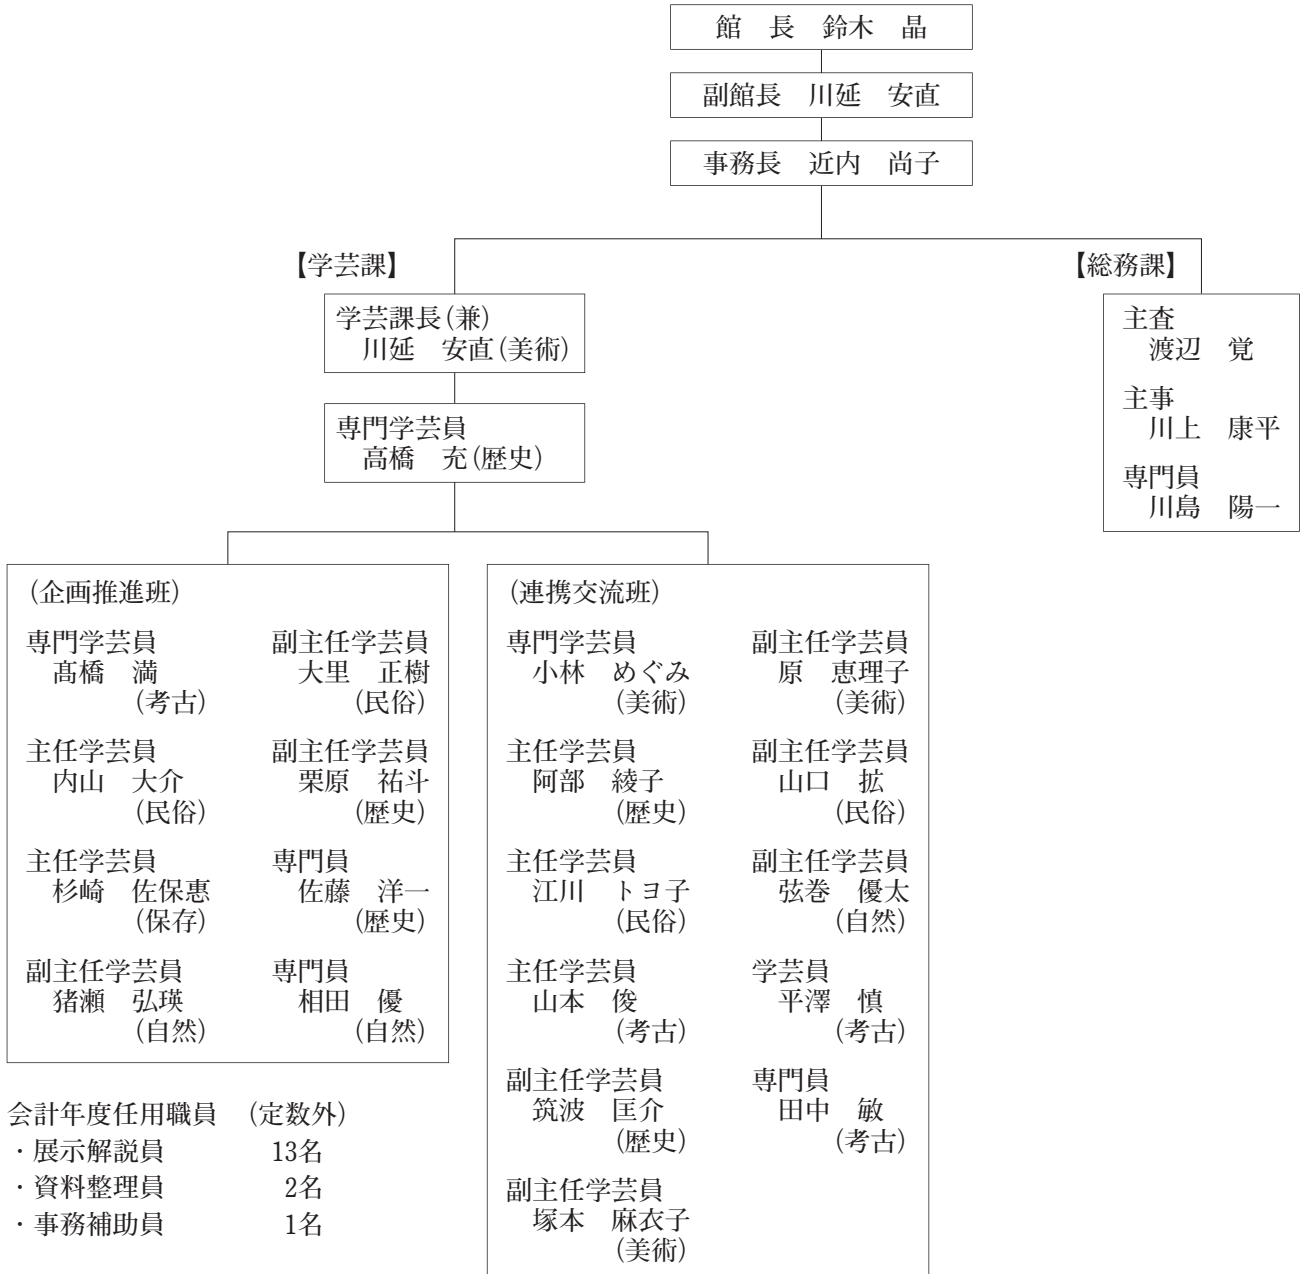 館　長　鈴木　晶
副館長　川延　安直
事務長　近内　尚子
【学芸課】
学芸課長(兼)
川延　安直(美術)
専門学芸員
高橋　充(歴史)
【総務課】
主査
渡辺　覚
主事
川上　康平
専門員
川島　陽一
(企画推進班)
専門学芸員
髙橋　満
(考古)
主任学芸員
内山　大介
(民俗)
主任学芸員
杉崎　佐保惠
(保存)
副主任学芸員
猪瀬　弘瑛
(自然)
副主任学芸員
大里　正樹
(民俗)
副主任学芸員
栗原　祐斗
(歴史)
専門員
佐藤　洋一
(歴史)
専門員
相田　優
(自然)
(連携交流班)
専門学芸員
小林　めぐみ
(美術)
主任学芸員
阿部　綾子
(歴史)
主任学芸員
江川　トヨ子
(民俗)
主任学芸員
山本　俊
(考古)
副主任学芸員
筑波　匡介
(歴史)
副主任学芸員
塚本　麻衣子
(美術)
副主任学芸員
原　恵理子
(美術)
副主任学芸員
山口　拡
(民俗)
副主任学芸員
弦巻　優太
(自然)
学芸員
平澤　慎
(考古)
専門員
田中　敏
(考古)
会計年度任用職員　(定数外)
・展示解説員　13名
・資料整理員　2名
・事務補助員　1名